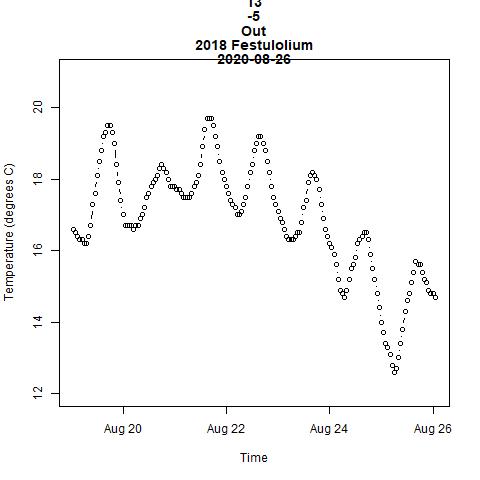 13
-5
Out
2018 Festulolium
2020-08-26
Temperature (degrees C)
20
18
16
14
12
Aug 20
Aug 22
Aug 24
Aug 26
Time